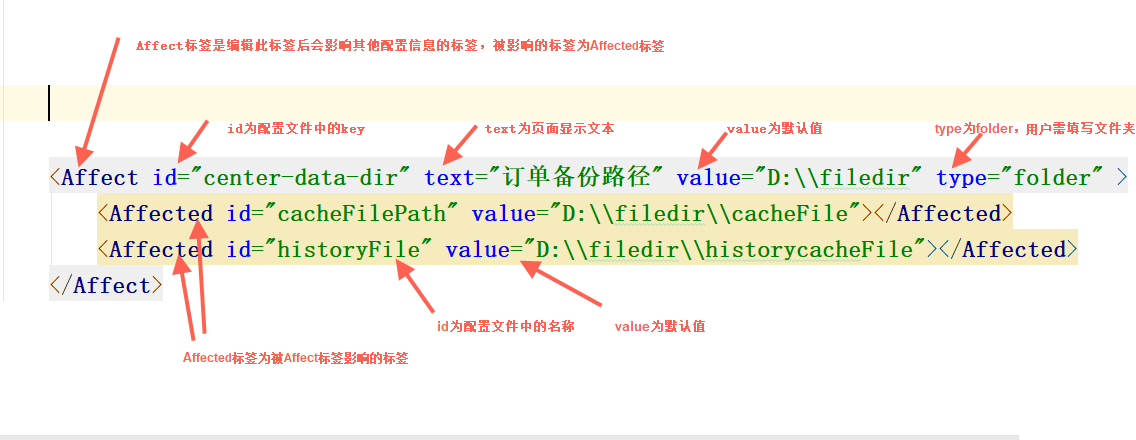 Affect标签是编辑此标签后会影响其他配置信息的标签，被影响的标签为Affected标签
id为配置文件中的key
text为页面显示文本
value为默认值
type为folder，用户需填写文件夹
<Affect id="center-data-dir" text="订单备份路径" value="D:\\filedir" type="folder" >
<Affected id="cacheFilePath" value="D:\\filedir\\cacheFile"></Affected>
<Affected id="historyFile" value="D:\\filedir\\historycacheFile"></Affected>
</Affect>
id为配置文件中的名称
value为默认值
Affected标签为被Affect标签影响的标签